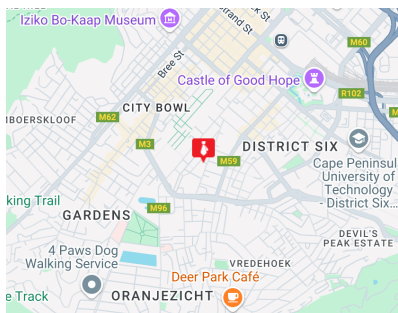 Iziko Bo-Kaap Museum
Bree St
Strand St
M60
Castle of Good Hope
R102
CITY BOWL
M62
MBOERSKLOOF
M3
DISTRICT SIX
M59
Cape Peninsul
University of
Technology
- District Six...
king Trail
M96
GARDENS
DEVIL'S
PEAK ESTATE
4 Paws Dog
Walking Service
VREDEHOEK
Deer Park Café
e Track
ORANJEZICHT